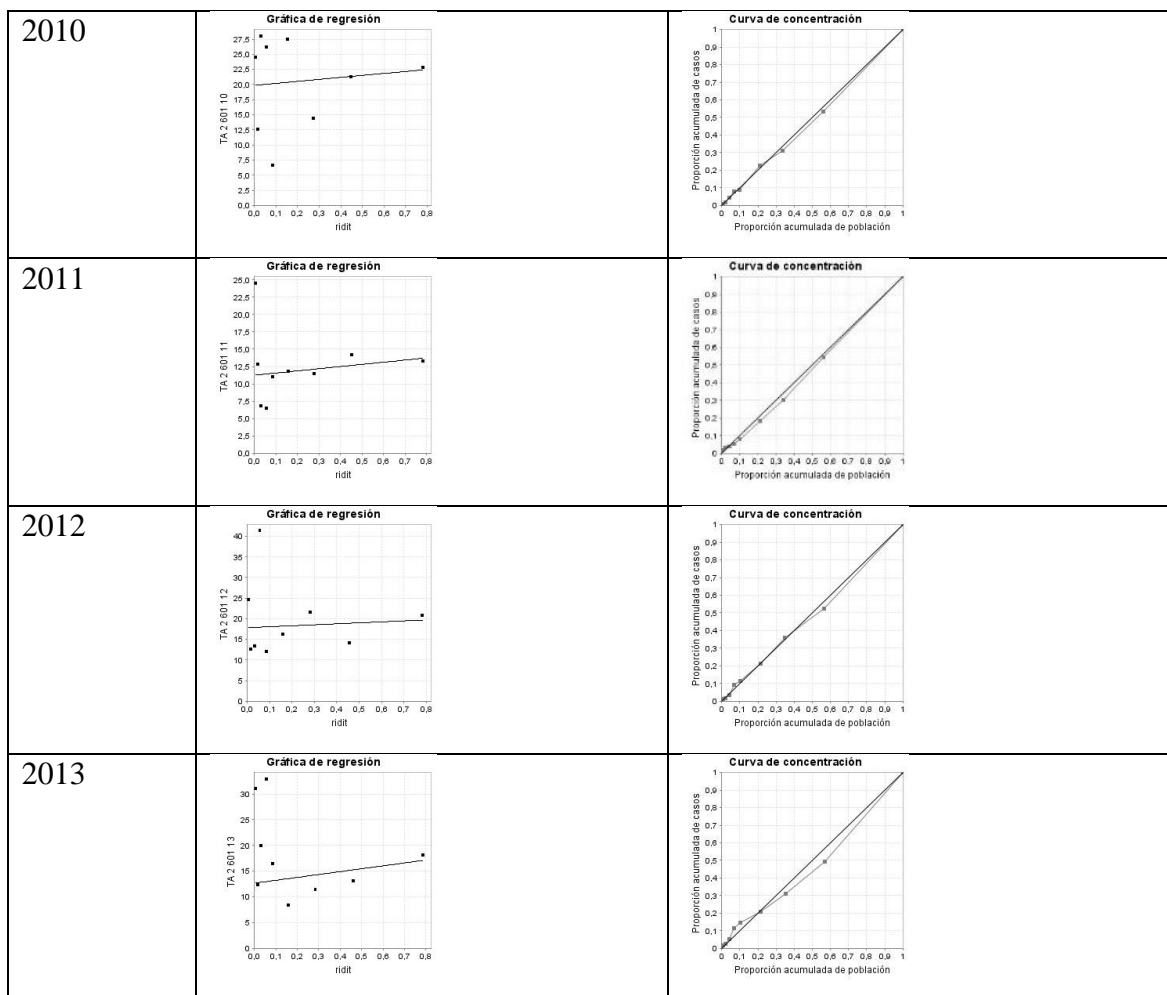 2010
Gráfica de regresión
27,5
25,0
22,5
20,0
17,5
15,0
12,5
10,0
7,5
5,0
2,5
0,0
TA 2 601 10
0,0 0,1 0,2 0,3 0,4 0,5 0,6 0,7 0,8
ridit
Curva de concentración
1
0,9
0,8
0,7
0,6
0,5
0,4
0,3
0,2
0,1
0
Proporción acumulada de casos
0 0,1 0,2 0,3 0,4 0,5 0,6 0,7 0,8 0,9 1
Proporción acumulada de población
2011
Gráfica de regresión
25,0
22,5
20,0
17,5
15,0
12,5
10,0
7,5
5,0
2,5
0,0
TA 2 601 11
0,0 0,1 0,2 0,3 0,4 0,5 0,6 0,7 0,8
ridit
Curva de concentración
1
0,9
0,8
0,7
0,6
0,5
0,4
0,3
0,2
0,1
0
Proporción acumulada de casos
0 0,1 0,2 0,3 0,4 0,5 0,6 0,7 0,8 0,9 1
Proporción acumulada de población
2012
Gráfica de regresión
40
35
30
25
20
15
10
5
0
TA 2 601 12
0,0 0,1 0,2 0,3 0,4 0,5 0,6 0,7 0,8
ridit
Curva de concentración
1
0,9
0,8
0,7
0,6
0,5
0,4
0,3
0,2
0,1
0
Proporción acumulada de casos
0 0,1 0,2 0,3 0,4 0,5 0,6 0,7 0,8 0,9 1
Proporción acumulada de población
2013
Gráfica de regresión
30
25
20
15
10
5
0
TA 2 601 13
0,0 0,1 0,2 0,3 0,4 0,5 0,6 0,7 0,8
ridit
Curva de concentración
1
0,9
0,8
0,7
0,6
0,5
0,4
0,3
0,2
0,1
0
Proporción acumulada de casos
0 0,1 0,2 0,3 0,4 0,5 0,6 0,7 0,8 0,9 1
Proporción acumulada de población